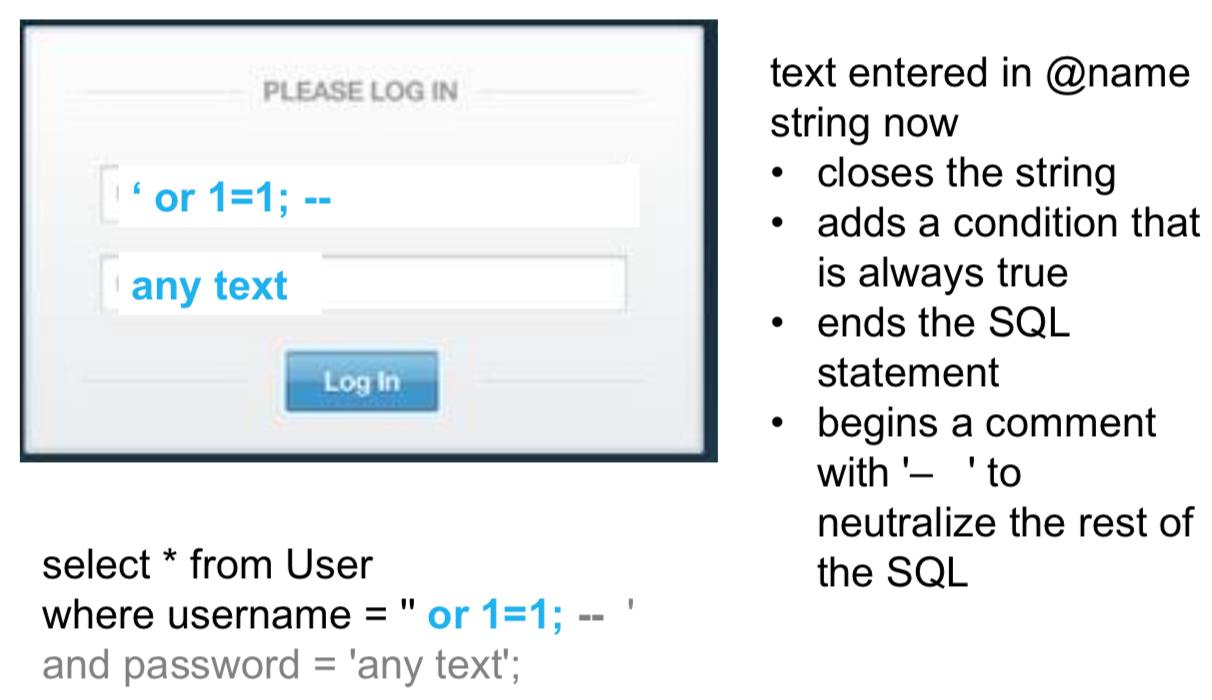 PLEASE LOG IN
‘ or 1=1; --
any text
Log In
text entered in @name
string now
• closes the string
• adds a condition that
is always true
• ends the SQL
statement
• begins a comment
with '– ' to
neutralize the rest of
the SQL
select * from User
where username = '' or 1=1; -- '
and password = 'any text';